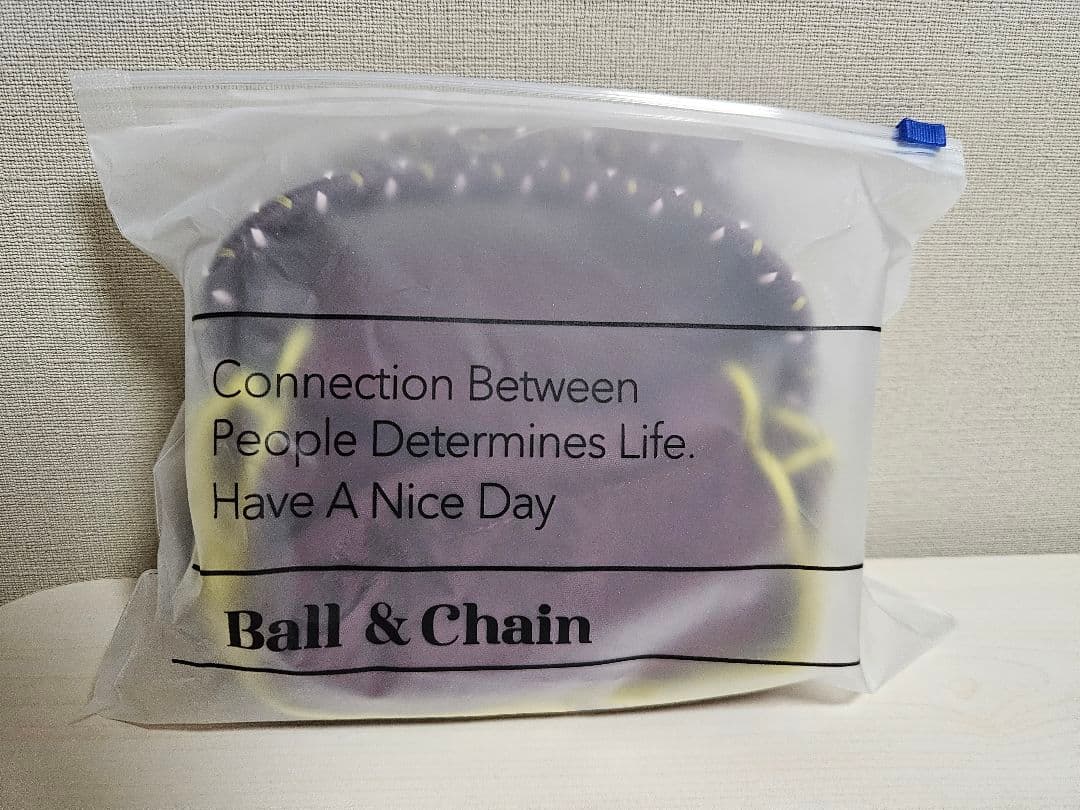 Connection Between
People Determines Life.
Have A Nice Day
Ball & Chain